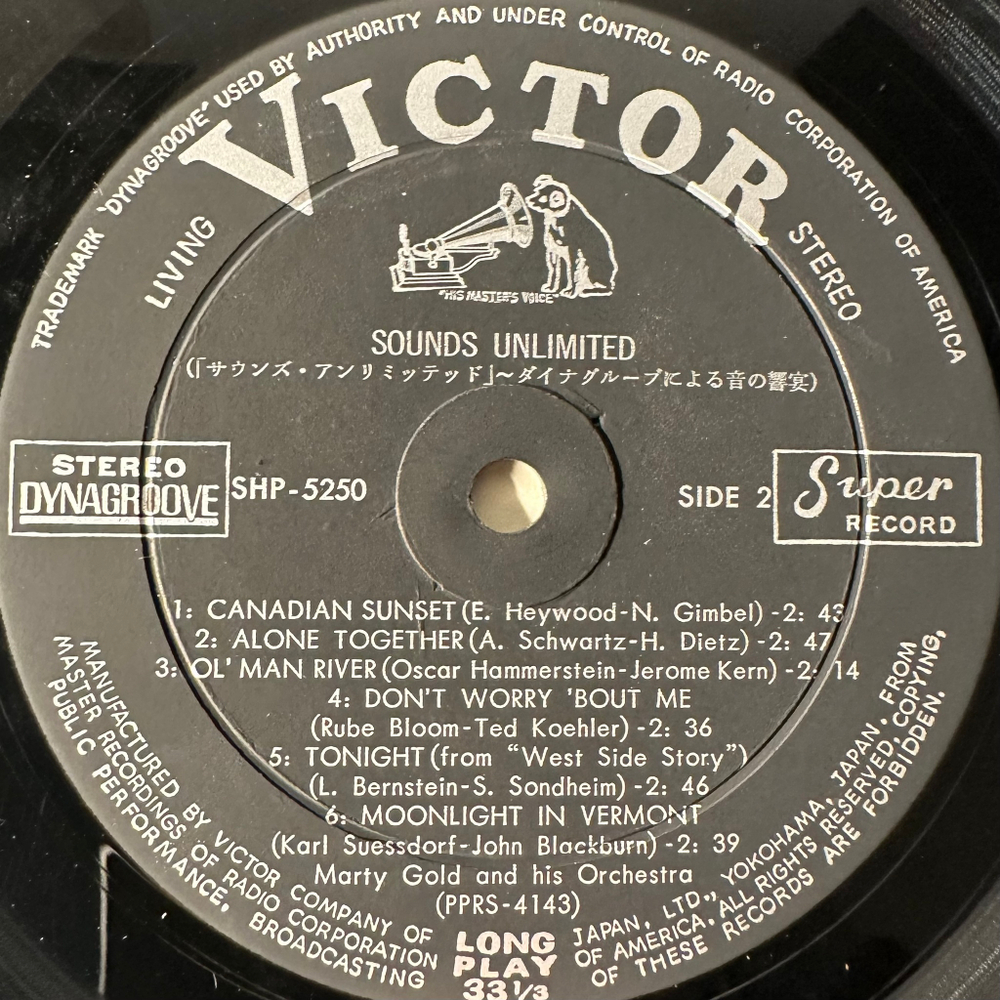 TRADEMARK "DYNAGROOVE" USED BY AUTHORITY AND UNDER CONTROL OF RADIO CORPORATION OF AMERICA
VICTOR
LIVING
STEREO
"HIS MASTER'S VOICE"
SOUNDS UNLIMITED
(「サウンズ・アンリミッテッド」~ダイナグルーブによる音の饗宴)
STEREO
DYNAGROOVE
SHP-5250
SIDE 2
Super
RECORD
1: CANADIAN SUNSET (E. Heywood-N. Gimbel) -2: 43
2: ALONE TOGETHER (A. Schwartz-H. Dietz) -2: 47
3: OL' MAN RIVER (Oscar Hammerstein-Jerome Kern) -2: 14
4: DON'T WORRY 'BOUT ME
(Rube Bloom-Ted Koehler) -2: 36
5: TONIGHT (from "West Side Story")
(L. Bernstein-S. Sondheim) -2: 46
6: MOONLIGHT IN VERMONT
(Karl Suessdorf-John Blackburn) -2: 39
Marty Gold and his Orchestra
(PPRS-4143)
MANUFACTURED BY VICTOR COMPANY OF JAPAN, LTD., YOKOHAMA, JAPAN, FROM
MASTER RECORDINGS OF RADIO CORPORATION OF AMERICA. ALL RIGHTS RESERVED. COPYING,
PUBLIC PERFORMANCE, BROADCASTING OF THESE RECORDS ARE FORBIDDEN.
LONG
PLAY
33 1/3